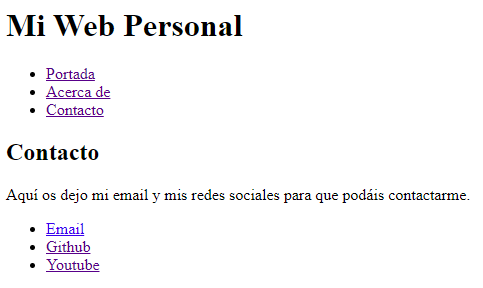 Mi Web Personal
Portada
Acerca de
Contacto
Contacto
Aquí os dejo mi email y mis redes sociales para que podáis contactarme.
Email
Github
Youtube